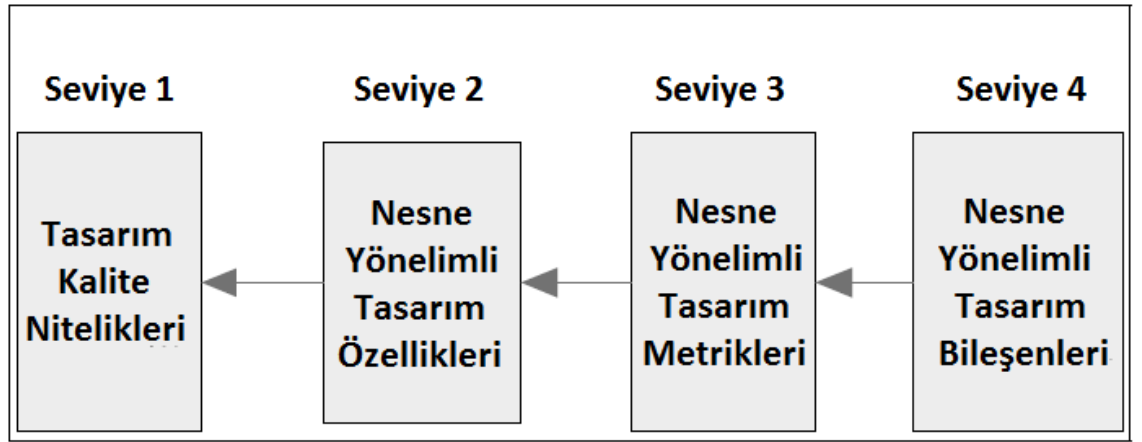 Seviye 1
Seviye 2
Seviye 3
Seviye 4
Tasarım
Kalite
Nitelikleri
Nesne
Yönelimli
Tasarım
Özellikleri
Nesne
Yönelimli
Tasarım
Metrikleri
Nesne
Yönelimli
Tasarım
Bileşenleri